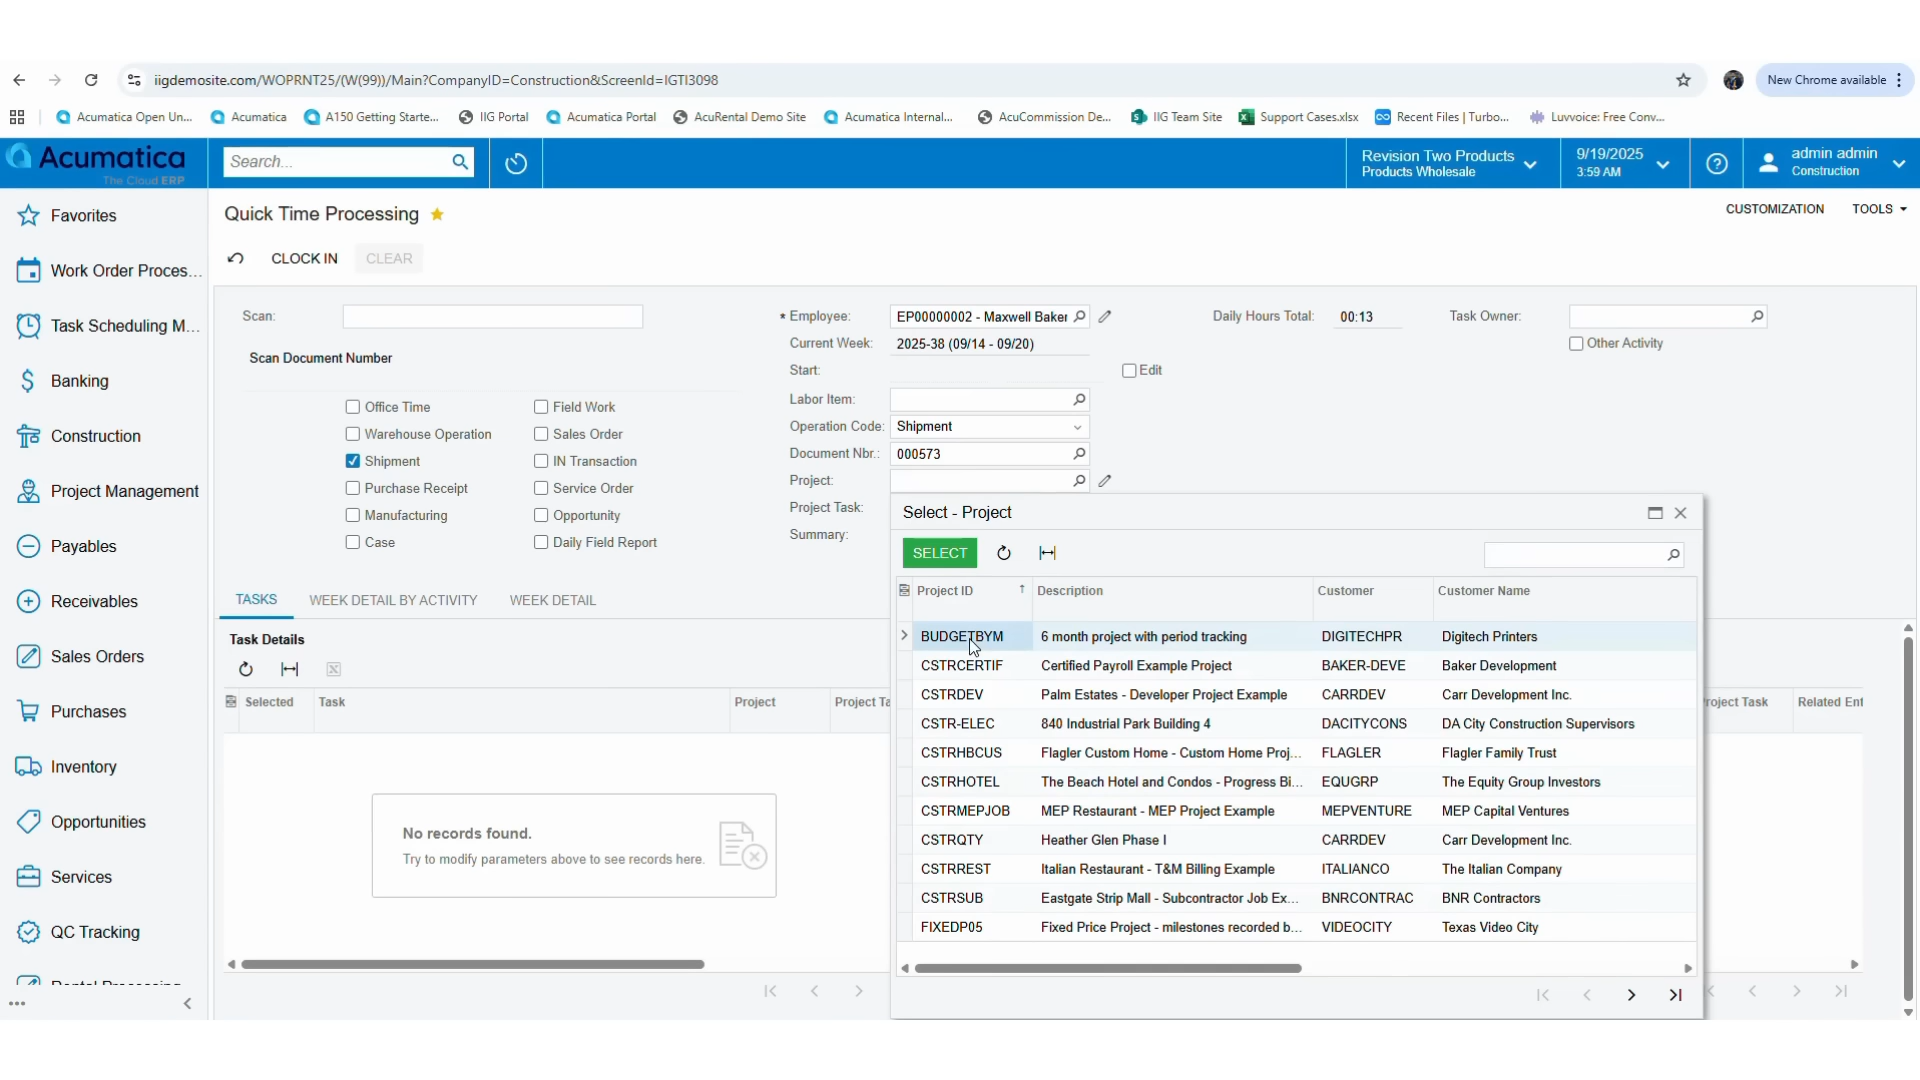 iigdemosite.com/WOPRNT25/(W(99))/Main?CompanyID=Construction&ScreenId=IGTI3098
New Chrome available
Acumatica Open Un...
Acumatica
A150 Getting Starte...
IIG Portal
Acumatica Portal
AcuRental Demo Site
Acumatica Internal...
AcuCommission De...
IIG Team Site
Support Cases.xlsx
Recent Files | Turbo...
Luvvoice: Free Conv...
Acumatica
The Cloud ERP
Search...
Revision Two Products
Products Wholesale
9/19/2025
3:59 AM
admin admin
Construction
Favorites
Work Order Proces...
Task Scheduling M...
Banking
Construction
Project Management
Payables
Receivables
Sales Orders
Purchases
Inventory
Opportunities
Services
QC Tracking
Quick Time Processing
CUSTOMIZATION
TOOLS
CLOCK IN
CLEAR
Scan:
Scan Document Number
Office Time
Field Work
Warehouse Operation
Sales Order
Shipment
IN Transaction
Purchase Receipt
Service Order
Manufacturing
Opportunity
Case
Daily Field Report
* Employee: EP00000002 - Maxwell Baker
Current Week: 2025-38 (09/14 - 09/20)
Start:
Edit
Labor Item:
Operation Code: Shipment
Document Nbr.: 000573
Project:
Project Task:
Summary:
Daily Hours Total: 00:13
Task Owner:
Other Activity
TASKS
WEEK DETAIL BY ACTIVITY
WEEK DETAIL
Task Details
Selected
Task
Project
Project Ta
roject Task
Related Ent
No records found.
Try to modify parameters above to see records here.
Select - Project
SELECT
Project ID Description Customer Customer Name
BUDGETBYM 6 month project with period tracking DIGITECHPR Digitech Printers
CSTRCERTIF Certified Payroll Example Project BAKER-DEVE Baker Development
CSTRDEV Palm Estates - Developer Project Example CARRDEV Carr Development Inc.
CSTR-ELEC 840 Industrial Park Building 4 DACITYCONS DA City Construction Supervisors
CSTRHBCUS Flagler Custom Home - Custom Home Proj... FLAGLER Flagler Family Trust
CSTRHOTEL The Beach Hotel and Condos - Progress Bi... EQUGRP The Equity Group Investors
CSTRMEPJOB MEP Restaurant - MEP Project Example MEPVENTURE MEP Capital Ventures
CSTRQTY Heather Glen Phase I CARRDEV Carr Development Inc.
CSTRREST Italian Restaurant - T&M Billing Example ITALIANCO The Italian Company
CSTRSUB Eastgate Strip Mall - Subcontractor Job Ex... BNRCONTRAC BNR Contractors
FIXEDP05 Fixed Price Project - milestones recorded b... VIDEOCITY Texas Video City